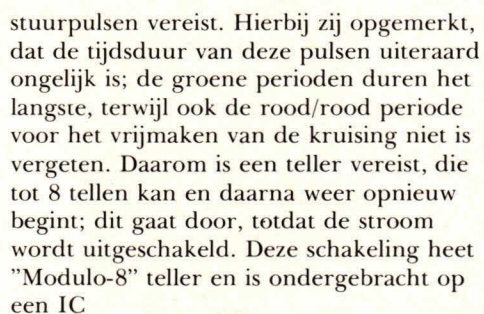 stuurpulsen vereist. Hierbij zij opgemerkt,
dat de tijdsduur van deze pulsen uiteraard
ongelijk is; de groene perioden duren het
langste, terwijl ook de rood/rood periode
voor het vrijmaken van de kruising niet is
vergeten. Daarom is een teller vereist, die
tot 8 tellen kan en daarna weer opnieuw
begint; dit gaat door, totdat de stroom
wordt uitgeschakeld. Deze schakeling heet
"Modulo-8" teller en is ondergebracht op
een IC